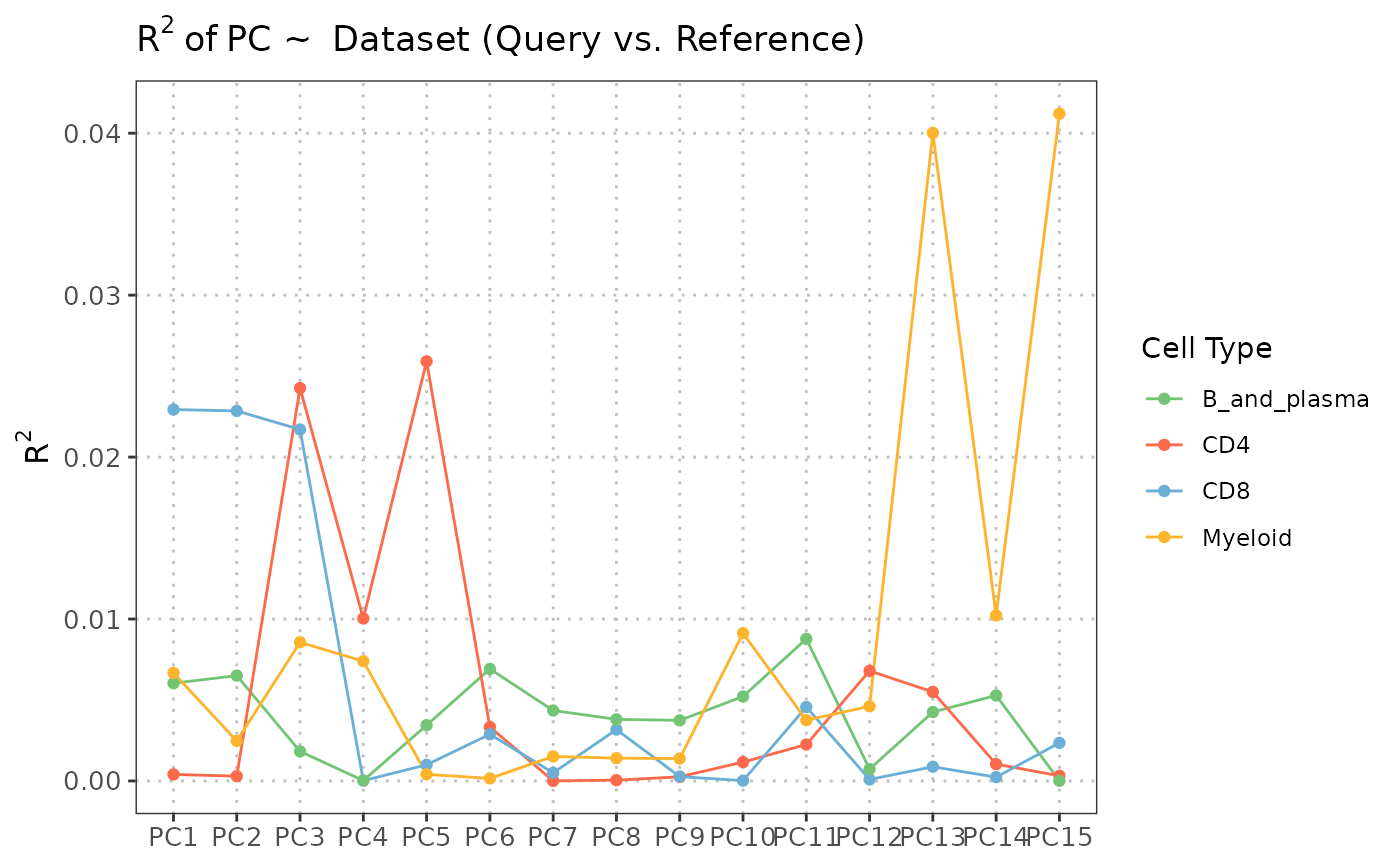 R² of PC ~ Dataset (Query vs. Reference)
R²
0.04
0.03
0.02
0.01
0.00
PC1 PC2 PC3 PC4 PC5 PC6 PC7 PC8 PC9 PC10 PC11 PC12 PC13 PC14 PC15
Cell Type
B_and_plasma
CD4
CD8
Myeloid